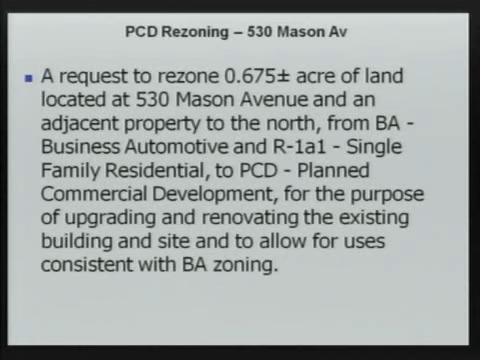 PCD Rezoning – 530 Mason Av
A request to rezone 0.675± acre of land
located at 530 Mason Avenue and an
adjacent property to the north, from BA -
Business Automotive and R-1a1 - Single
Family Residential, to PCD - Planned
Commercial Development, for the purpose
of upgrading and renovating the existing
building and site and to allow for uses
consistent with BA zoning.